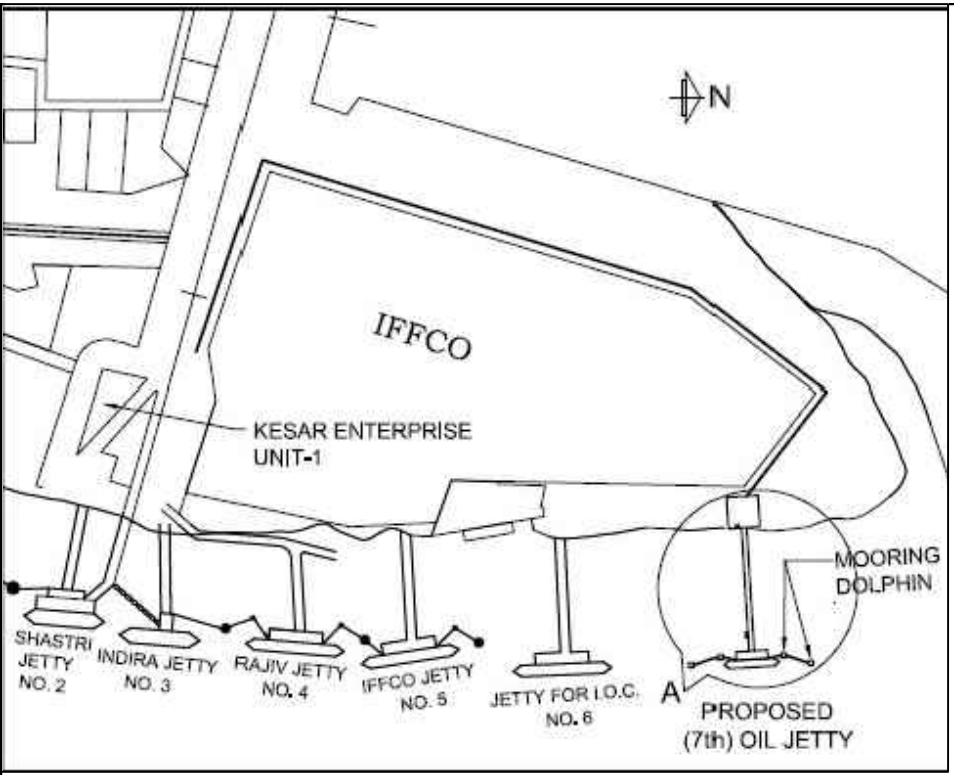 N
IFFCO
KESAR ENTERPRISE
UNIT-1
MOORING
DOLPHIN
SHASTRI
JETTY
NO. 2
INDIRA JETTY
NO. 3
RAJIV JETTY
NO. 4
IFFCO JETTY
NO. 5
JETTY FOR I.O.C.
NO. 6
A
PROPOSED
(7th) OIL JETTY